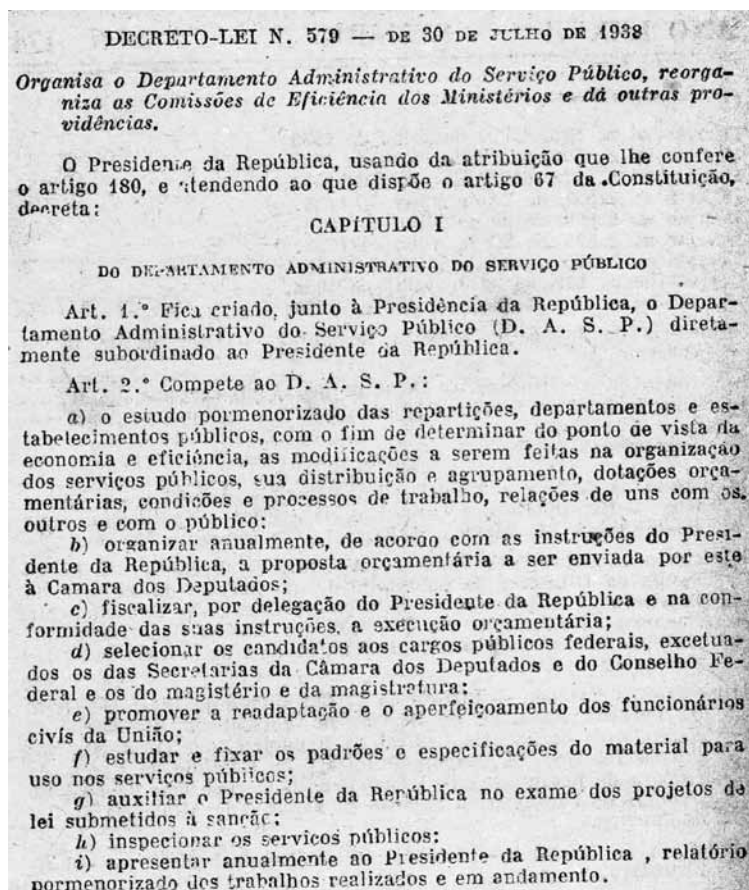 DECRETO-LEI N. 579 — DE 30 DE JULHO DE 1938
Organisa o Departamento Administrativo do Serviço Público, reorga-
niza as Comissões de Eficiência dos Ministérios e dá outras pro-
vidências.
O Presidente da República, usando da atribuição que lhe confere
o artigo 180, e atendendo ao que dispõe o artigo 67 da Constituição,
decreta:
CAPÍTULO I
DO DEPARTAMENTO ADMINISTRATIVO DO SERVIÇO PÚBLICO
Art. 1.° Fica criado, junto à Presidência da República, o Depar-
tamento Administrativo do Serviço Público (D. A. S. P.) direta-
mente subordinado ao Presidente da República.
Art. 2.° Compete ao D. A. S. P.:
a) o estudo pormenorizado das repartições, departamentos e es-
tabelecimentos públicos, com o fim de determinar do ponto de vista da
economia e eficiência, as modificações a serem feitas na organização
dos serviços públicos, sua distribuição e agrupamento, dotações orça-
mentárias, condições e processos de trabalho, relações de uns com os
outros e com o público;
b) organizar anualmente, de acordo com as instruções do Presi-
dente da República, a proposta orçamentária a ser enviada por este
à Camara dos Deputados;
c) fiscalizar, por delegação do Presidente da República e na con-
formidade das suas instruções, a execução orçamentária;
d) selecionar os candidatos aos cargos públicos federais, excetua-
dos os das Secretarias da Câmara dos Deputados e do Conselho Fe-
deral e os do magistério e da magistratura;
e) promover a readaptação e o aperfeiçoamento dos funcionários
civís da União;
f) estudar e fixar os padrões e especificações do material para
uso nos serviços públicos;
g) auxiliar o Presidente da República no exame dos projetos de
lei submetidos à sanção;
h) inspecionar os serviços públicos;
i) apresentar anualmente ao Presidente da República , relatório
pormenorizado dos trabalhos realizados e em andamento.